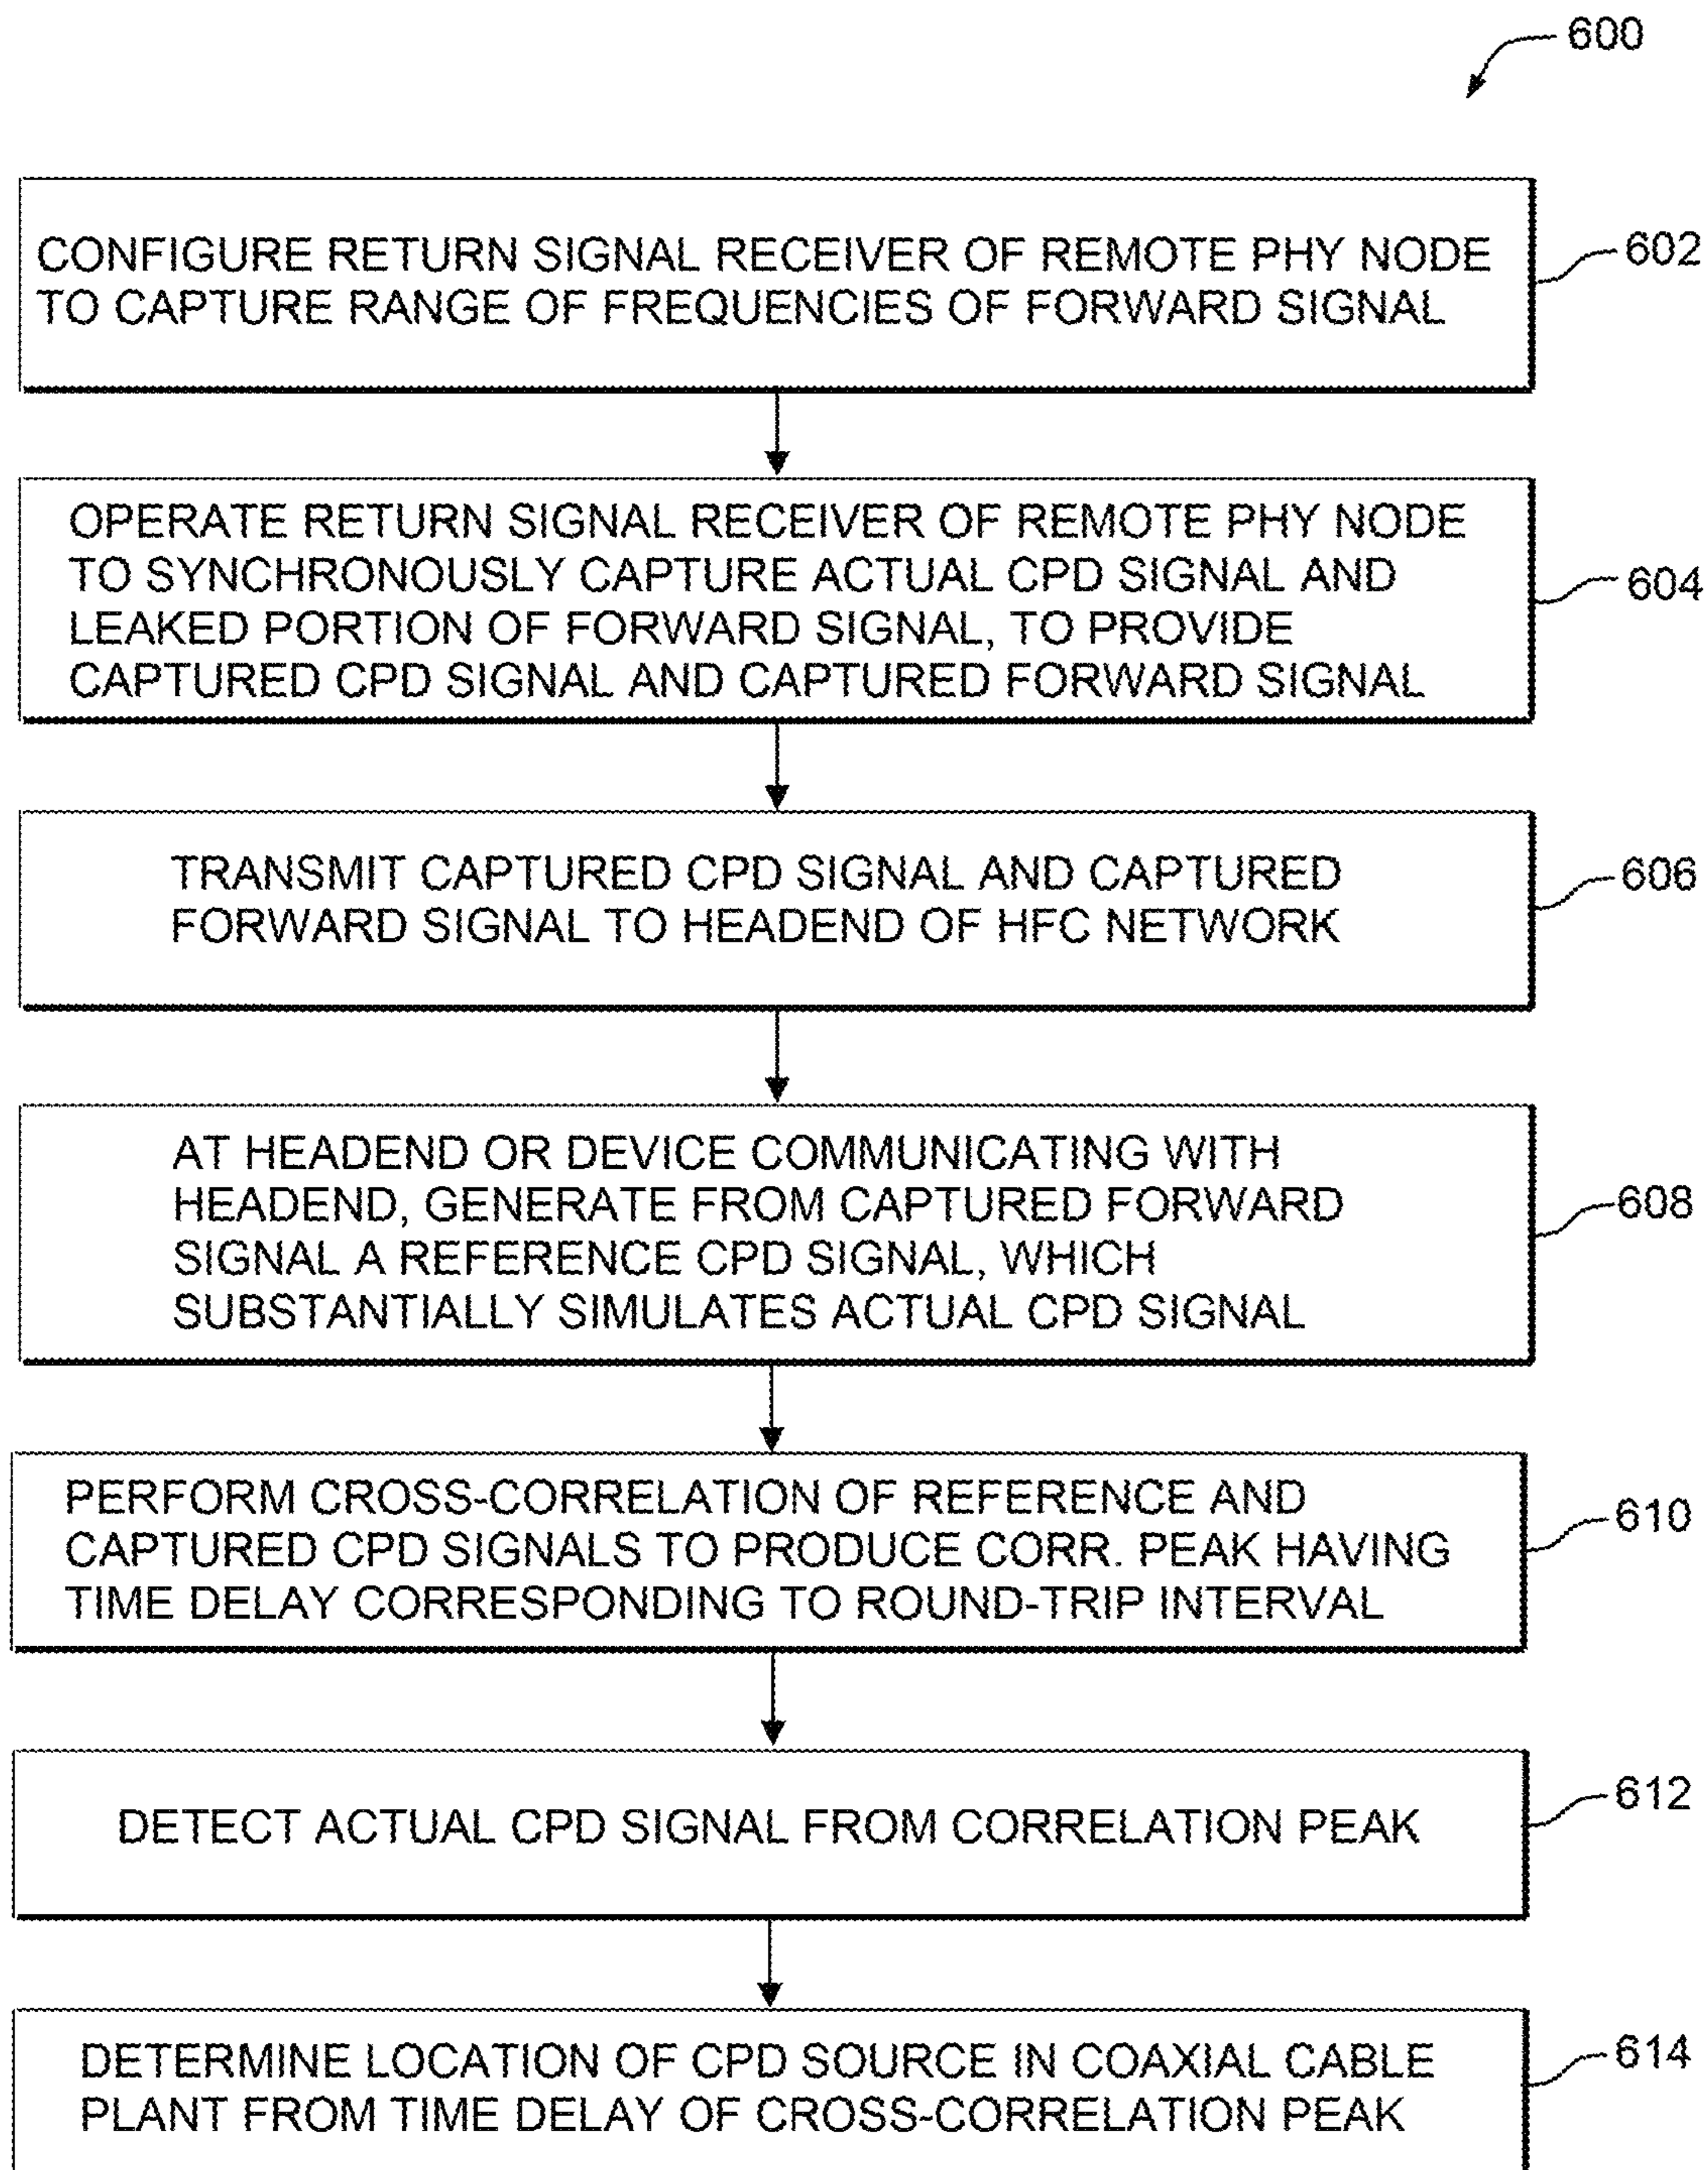 600
CONFIGURE RETURN SIGNAL RECEIVER OF REMOTE PHY NODE
TO CAPTURE RANGE OF FREQUENCIES OF FORWARD SIGNAL
602
OPERATE RETURN SIGNAL RECEIVER OF REMOTE PHY NODE
TO SYNCHRONOUSLY CAPTURE ACTUAL CPD SIGNAL AND
LEAKED PORTION OF FORWARD SIGNAL, TO PROVIDE
CAPTURED CPD SIGNAL AND CAPTURED FORWARD SIGNAL
604
TRANSMIT CAPTURED CPD SIGNAL AND CAPTURED
FORWARD SIGNAL TO HEADEND OF HFC NETWORK
606
AT HEADEND OR DEVICE COMMUNICATING WITH
HEADEND, GENERATE FROM CAPTURED FORWARD
SIGNAL A REFERENCE CPD SIGNAL, WHICH
SUBSTANTIALLY SIMULATES ACTUAL CPD SIGNAL
608
PERFORM CROSS-CORRELATION OF REFERENCE AND
CAPTURED CPD SIGNALS TO PRODUCE CORR. PEAK HAVING
TIME DELAY CORRESPONDING TO ROUND-TRIP INTERVAL
610
DETECT ACTUAL CPD SIGNAL FROM CORRELATION PEAK
612
DETERMINE LOCATION OF CPD SOURCE IN COAXIAL CABLE
PLANT FROM TIME DELAY OF CROSS-CORRELATION PEAK
614